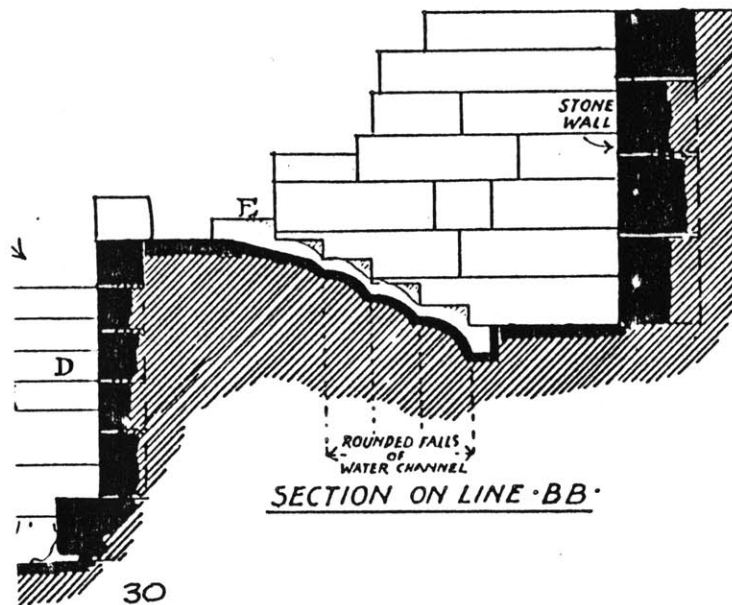 STONE
WALL
F
D
ROUNDED FALLS
OF
WATER CHANNEL
SECTION ON LINE ·BB·
30